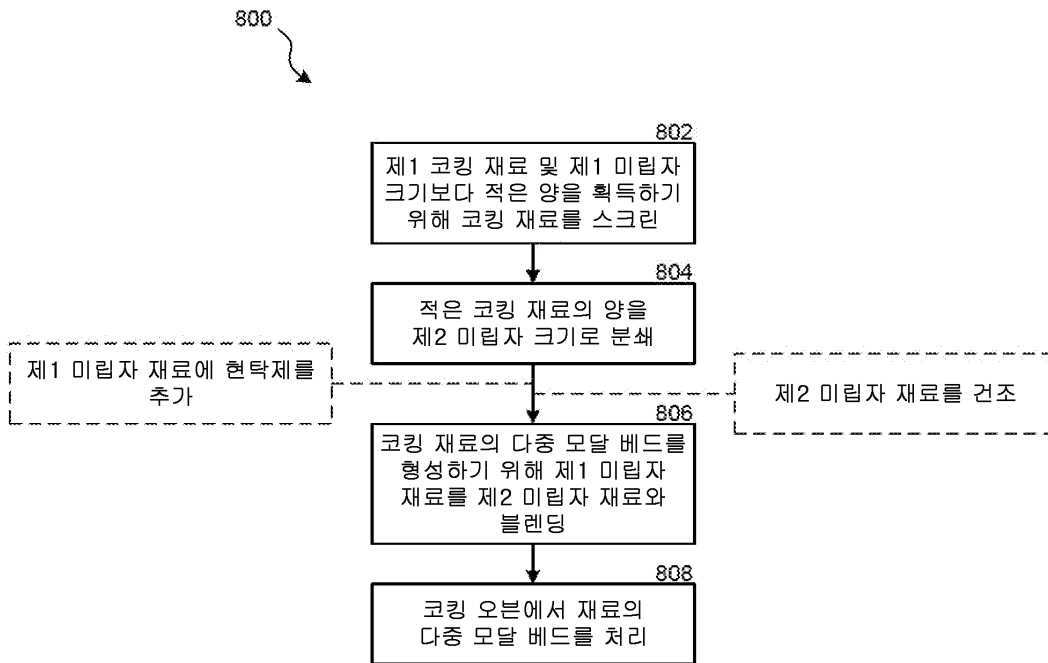 800
802
제1 코킹 재료 및 제1 미립자
크기보다 적은 양을 획득하기
위해 코킹 재료를 스크린
804
적은 코킹 재료의 양을
제2 미립자 크기로 분쇄
제1 미립자 재료에 현탁제를
추가
제2 미립자 재료를 건조
806
코킹 재료의 다중 모달 베드를
형성하기 위해 제1 미립자
재료를 제2 미립자 재료와
블렌딩
808
코킹 오븐에서 재료의
다중 모달 베드를 처리